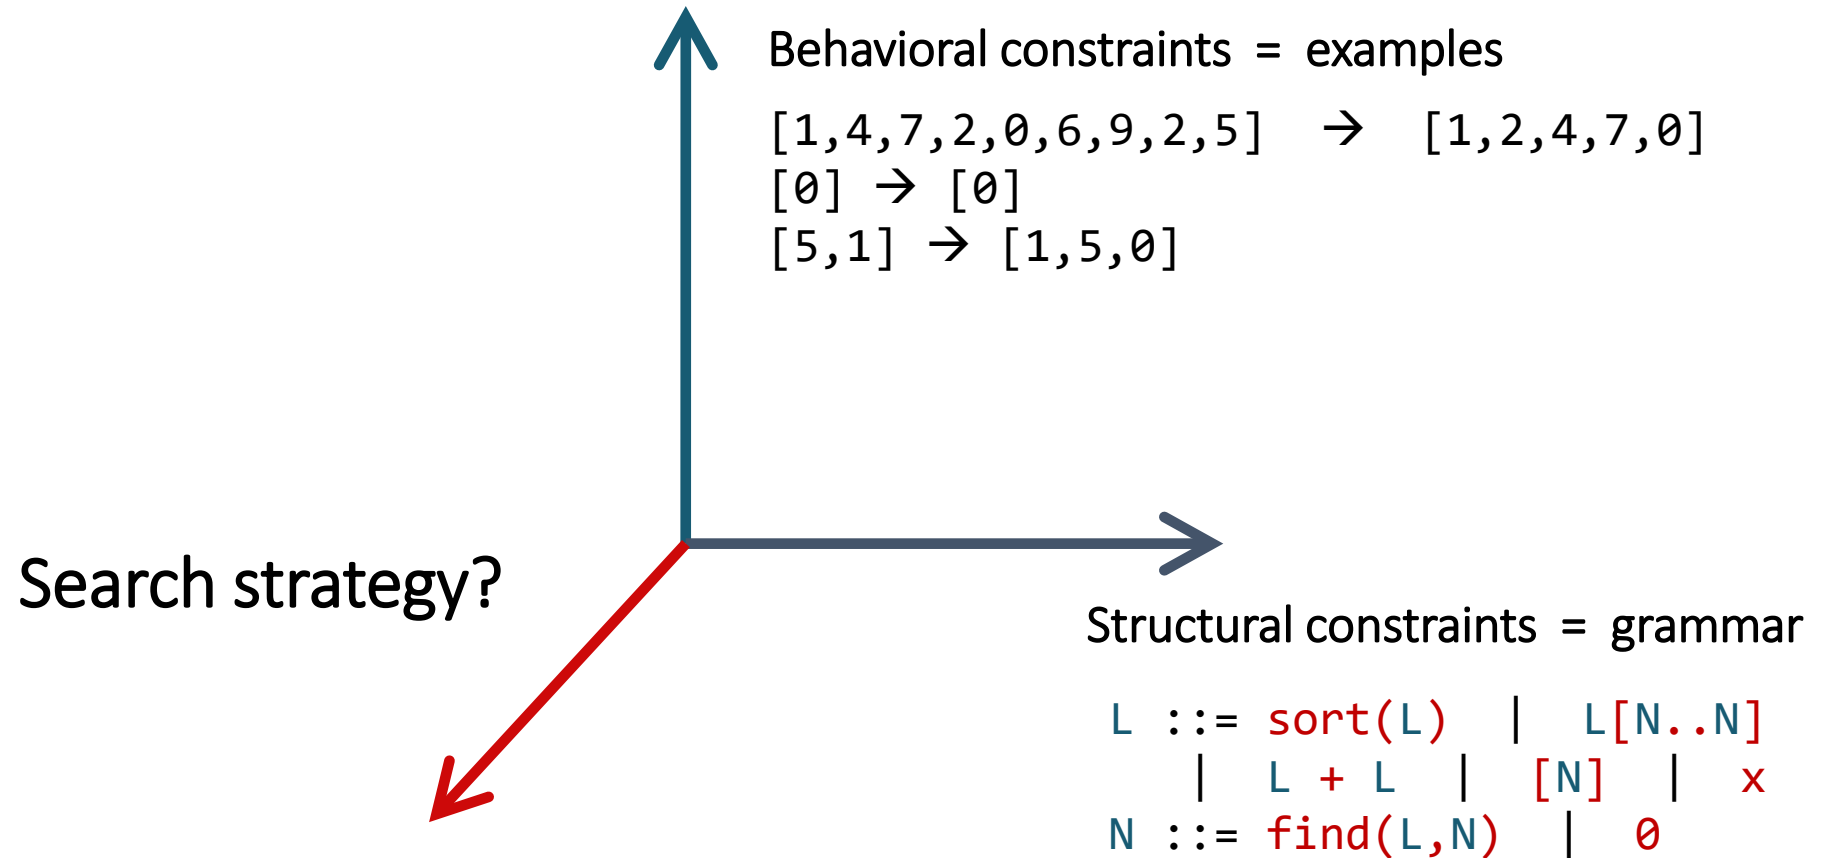 Behavioral constraints = examples
[1,4,7,2,0,6,9,2,5] → [1,2,4,7,0]
[0] → [0]
[5,1] → [1,5,0]
Search strategy?
Structural constraints = grammar
L ::= sort(L) | L[N..N]
| L + L | [N] | x
N ::= find(L,N) | 0